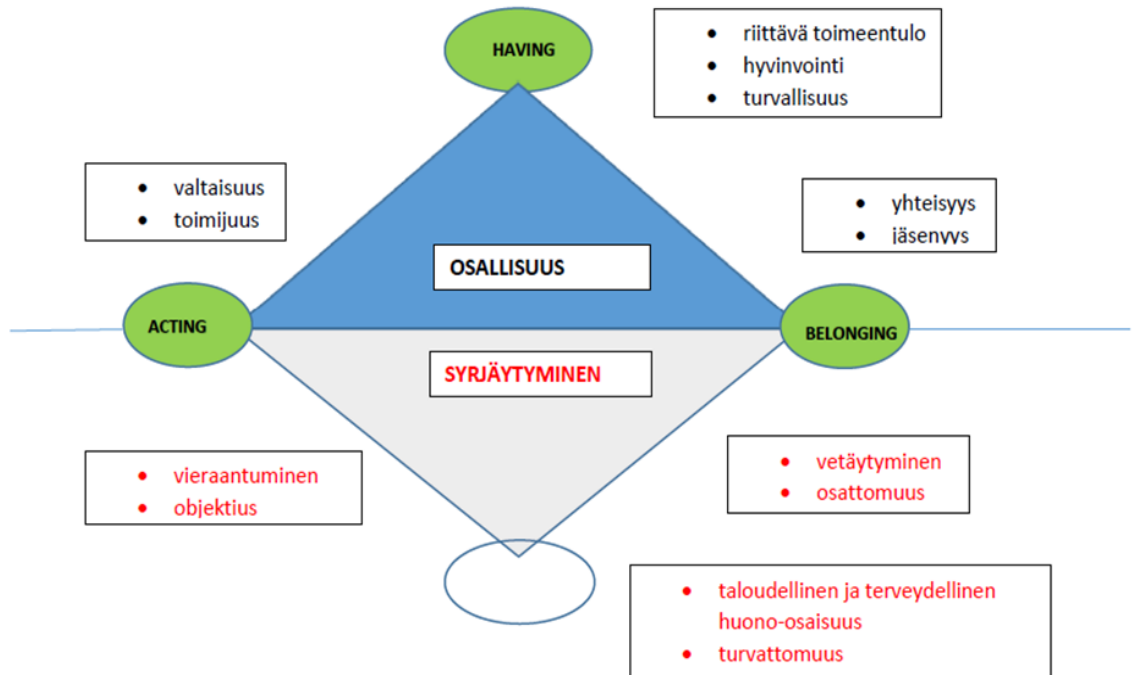 HAVING
• riittävä toimeentulo
• hyvinvointi
• turvallisuus
• valtaisuus
• toimijuus
• yhteisyys
• jäsenyys
OSALLISUUS
ACTING
BELONGING
SYRJÄYTYMINEN
• vieraantuminen
• objektius
• vetäytyminen
• osattomuus
• taloudellinen ja terveydellinen
huono-osaisuus
• turvattomuus